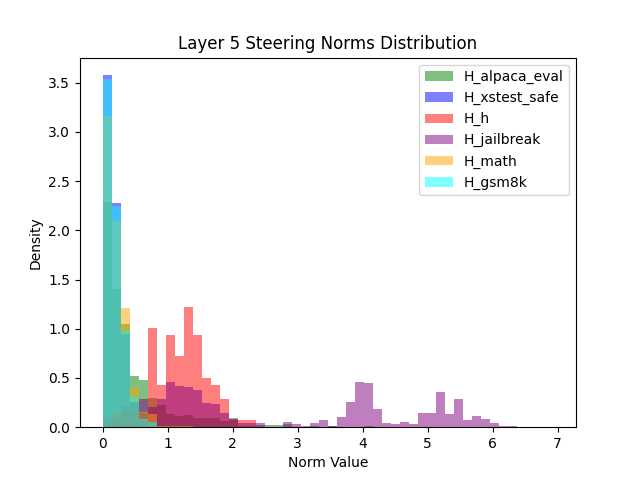 Layer 5 Steering Norms Distribution
H_alpaca_eval
H_xstest_safe
H_h
H_jailbreak
H_math
H_gsm8k
Density
3.5
3.0
2.5
2.0
1.5
1.0
0.5
0.0
0 1 2 3 4 5 6 7
Norm Value